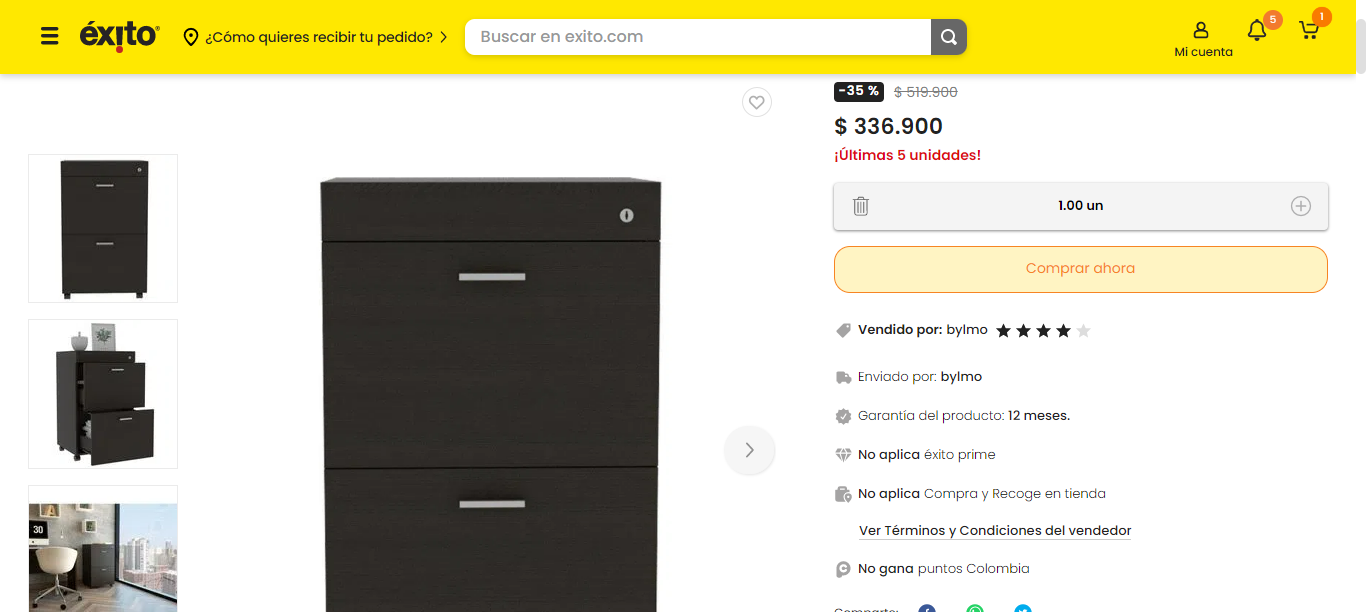 éxito
¿Cómo quieres recibir tu pedido?
Buscar en exito.com
Mi cuenta
5
1
-35 % $ 519.900
$ 336.900
¡Últimas 5 unidades!
1.00 un
Comprar ahora
Vendido por: bylmo
Enviado por: bylmo
Garantía del producto: 12 meses.
No aplica éxito prime
No aplica Compra y Recoge en tienda
Ver Términos y Condiciones del vendedor
No gana puntos Colombia
30
A